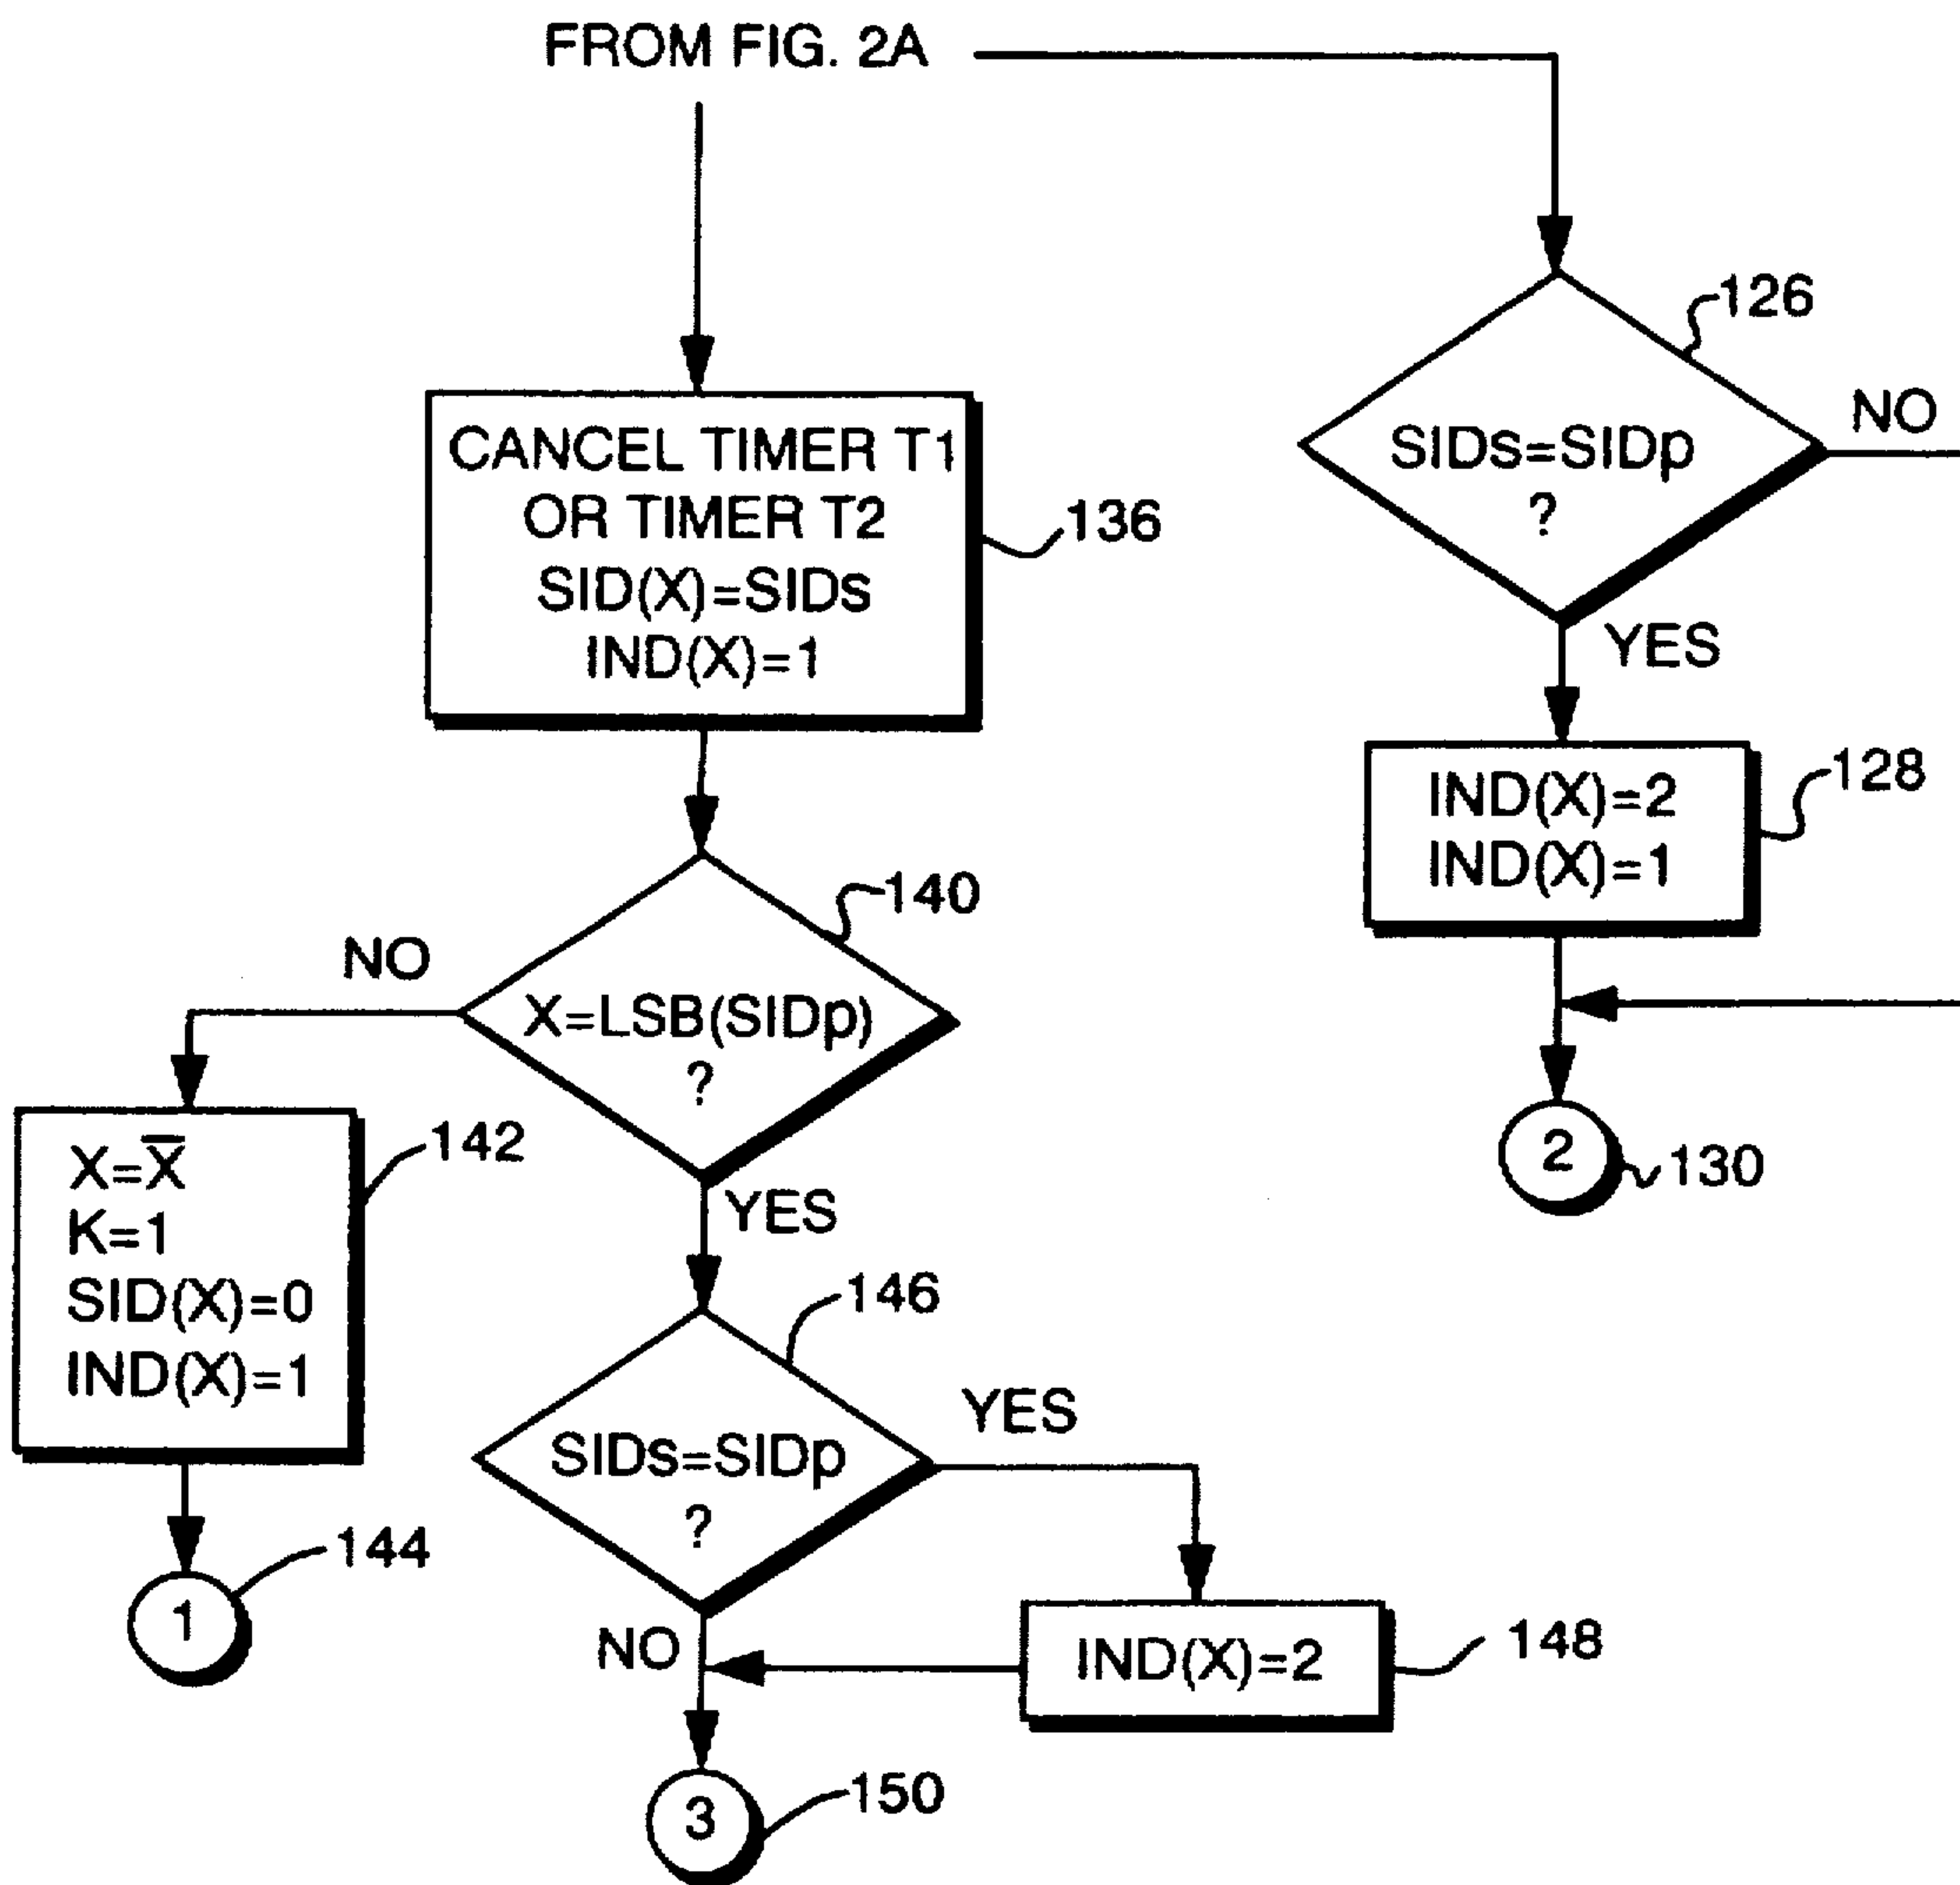 FROM FIG. 2A
CANCEL TIMER T1
OR TIMER T2
SID(X)=SIDs
IND(X)=1
136
X=LSB(SIDp)
?
140
NO
YES
X=X̅
K=1
SID(X)=0
IND(X)=1
142
1
144
SIDs=SIDp
?
146
YES
NO
IND(X)=2
148
3
150
SIDs=SIDp
?
126
NO
YES
IND(X)=2
IND(X)=1
128
2
130